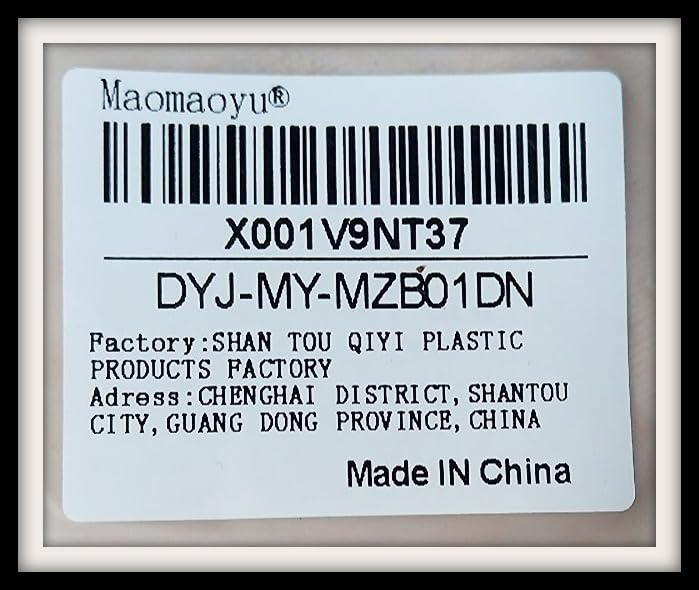 Maomaoyu®
X001V9NT37
DYJ-MY-MZB01DN
Factory:SHAN TOU QIYI PLASTIC
PRODUCTS FACTORY
Adress:CHENGHAI DISTRICT,SHANTOU
CITY,GUANG DONG PROVINCE,CHINA
Made IN China